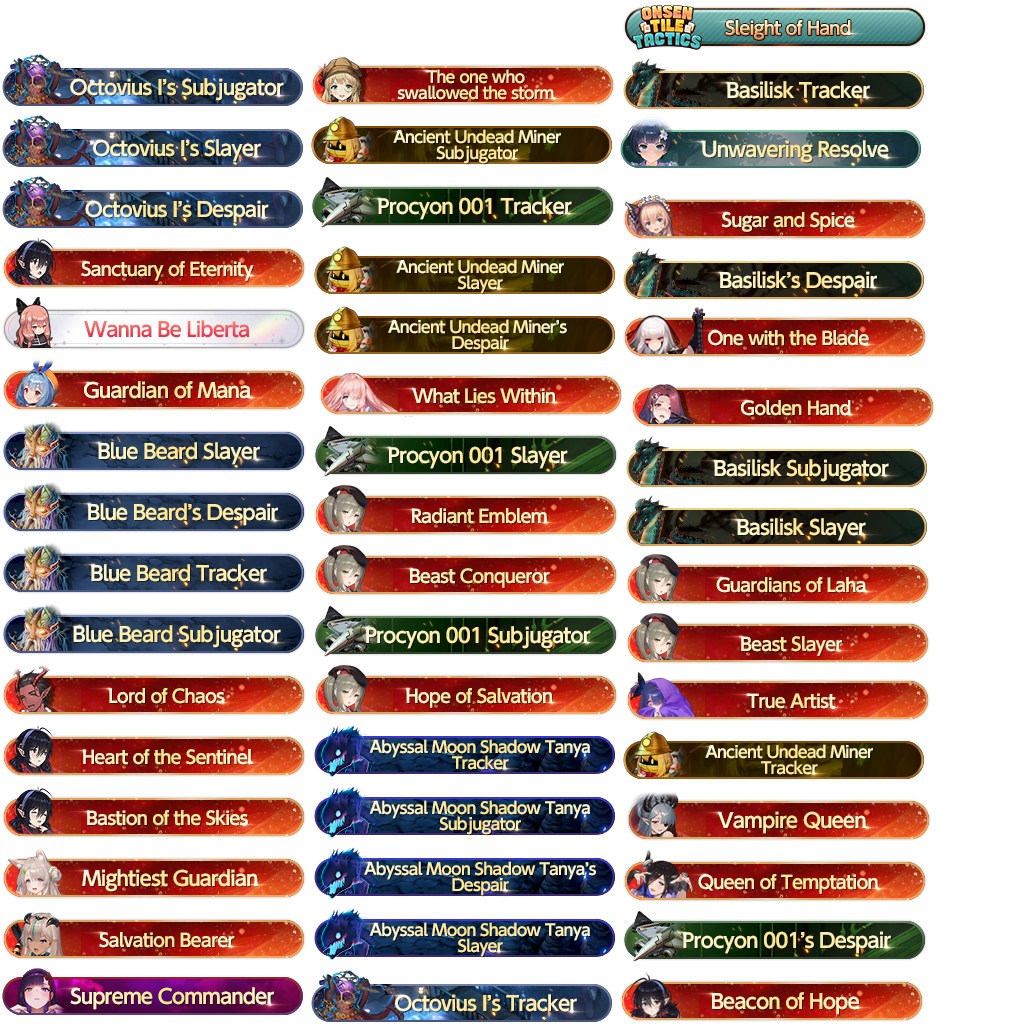 Octovius I's Subjugator
Octovius I's Slayer
Octovius I's Despair
Sanctuary of Eternity
Wanna Be Liberta
Guardian of Mana
Blue Beard Slayer
Blue Beard's Despair
Blue Beard Tracker
Blue Beard Subjugator
Lord of Chaos
Heart of the Sentinel
Bastion of the Skies
Mightiest Guardian
Salvation Bearer
Supreme Commander
The one who
swallowed the storm
Ancient Undead Miner
Subjugator
Procyon 001 Tracker
Ancient Undead Miner
Slayer
Ancient Undead Miner's
Despair
What Lies Within
Procyon 001 Slayer
Radiant Emblem
Beast Conqueror
Procyon 001 Subjugator
Hope of Salvation
Abyssal Moon Shadow Tanya
Tracker
Abyssal Moon Shadow Tanya
Subjugator
Abyssal Moon Shadow Tanya's
Despair
Abyssal Moon Shadow Tanya
Slayer
Octovius I's Tracker
ONSEN
TILE
TACTICS
Sleight of Hand
Basilisk Tracker
Unwavering Resolve
Sugar and Spice
Basilisk's Despair
One with the Blade
Golden Hand
Basilisk Subjugator
Basilisk Slayer
Guardians of Laha
Beast Slayer
True Artist
Ancient Undead Miner
Tracker
Vampire Queen
Queen of Temptation
Procyon 001's Despair
Beacon of Hope